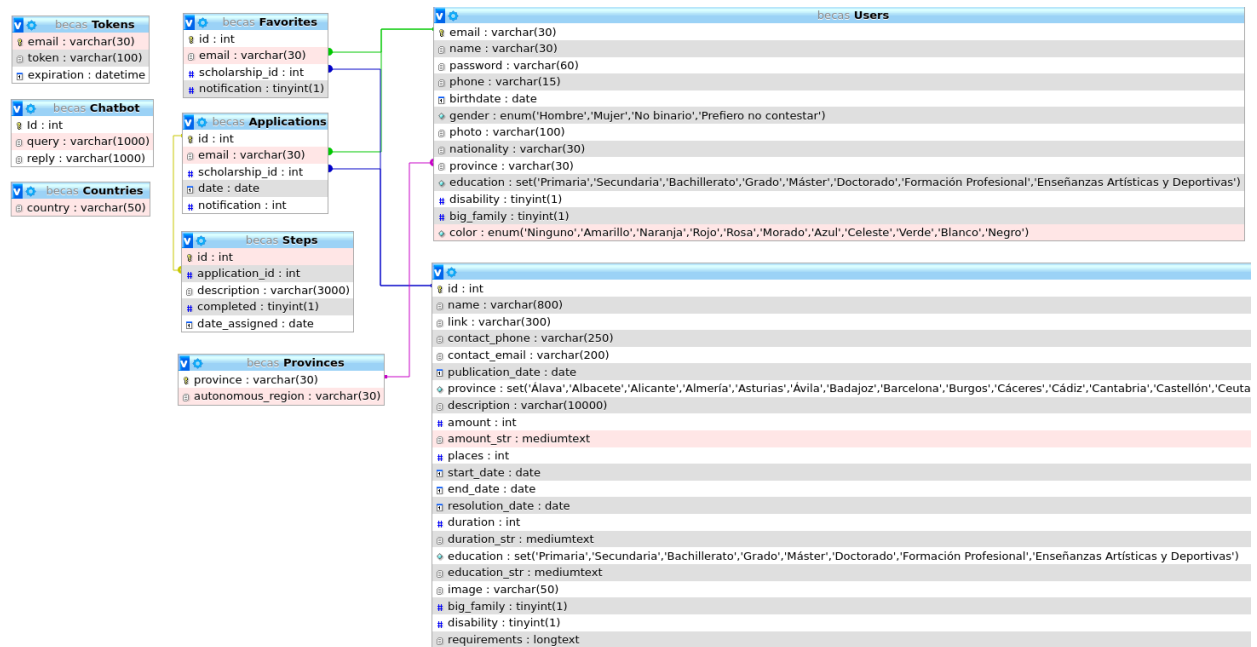 becas Tokens
email : varchar(30)
token : varchar(100)
expiration : datetime
becas Chatbot
Id : int
query : varchar(1000)
reply : varchar(1000)
becas Countries
country : varchar(50)
becas Favorites
id : int
email : varchar(30)
scholarship_id : int
notification : tinyint(1)
becas Applications
id : int
email : varchar(30)
scholarship_id : int
date : date
notification : int
becas Steps
id : int
application_id : int
description : varchar(3000)
completed : tinyint(1)
date_assigned : date
becas Provinces
province : varchar(30)
autonomous_region : varchar(30)
becas Users
email : varchar(30)
name : varchar(30)
password : varchar(60)
phone : varchar(15)
birthdate : date
gender : enum('Hombre','Mujer','No binario','Prefiero no contestar')
photo : varchar(100)
nationality : varchar(30)
province : varchar(30)
education : set('Primaria','Secundaria','Bachillerato','Grado','Máster','Doctorado','Formación Profesional','Enseñanzas Artísticas y Deportivas')
disability : tinyint(1)
big_family : tinyint(1)
color : enum('Ninguno','Amarillo','Naranja','Rojo','Rosa','Morado','Azul','Celeste','Verde','Blanco','Negro')
id : int
name : varchar(800)
link : varchar(300)
contact_phone : varchar(250)
contact_email : varchar(200)
publication_date : date
province : set('Álava','Albacete','Alicante','Almería','Asturias','Ávila','Badajoz','Barcelona','Burgos','Cáceres','Cádiz','Cantabria','Castellón','Ceuta
description : varchar(10000)
amount : int
amount_str : mediumtext
places : int
start_date : date
end_date : date
resolution_date : date
duration : int
duration_str : mediumtext
education : set('Primaria','Secundaria','Bachillerato','Grado','Máster','Doctorado','Formación Profesional','Enseñanzas Artísticas y Deportivas')
education_str : mediumtext
image : varchar(50)
big_family : tinyint(1)
disability : tinyint(1)
requirements : longtext